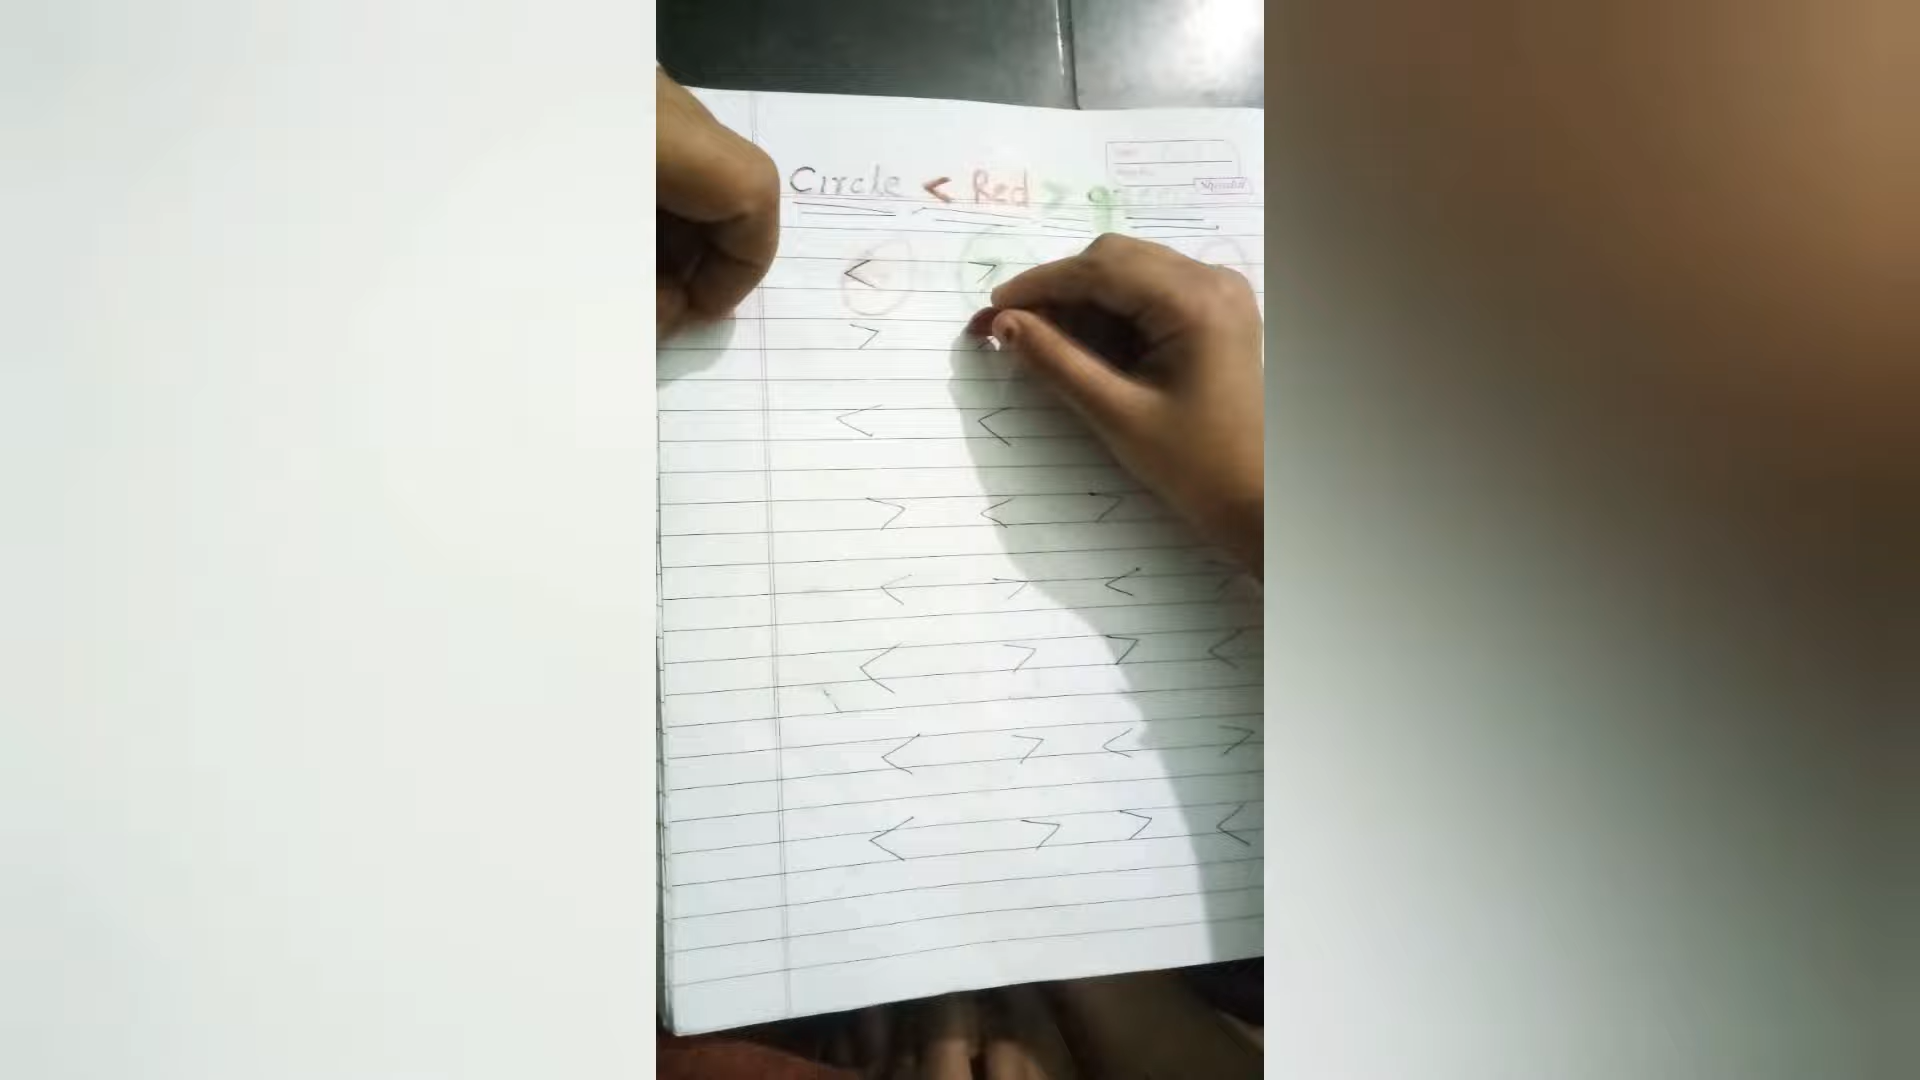 Circle < Red > green
< >
>
< <
> < >
< > < >
< > > <
< > < >
< > > <